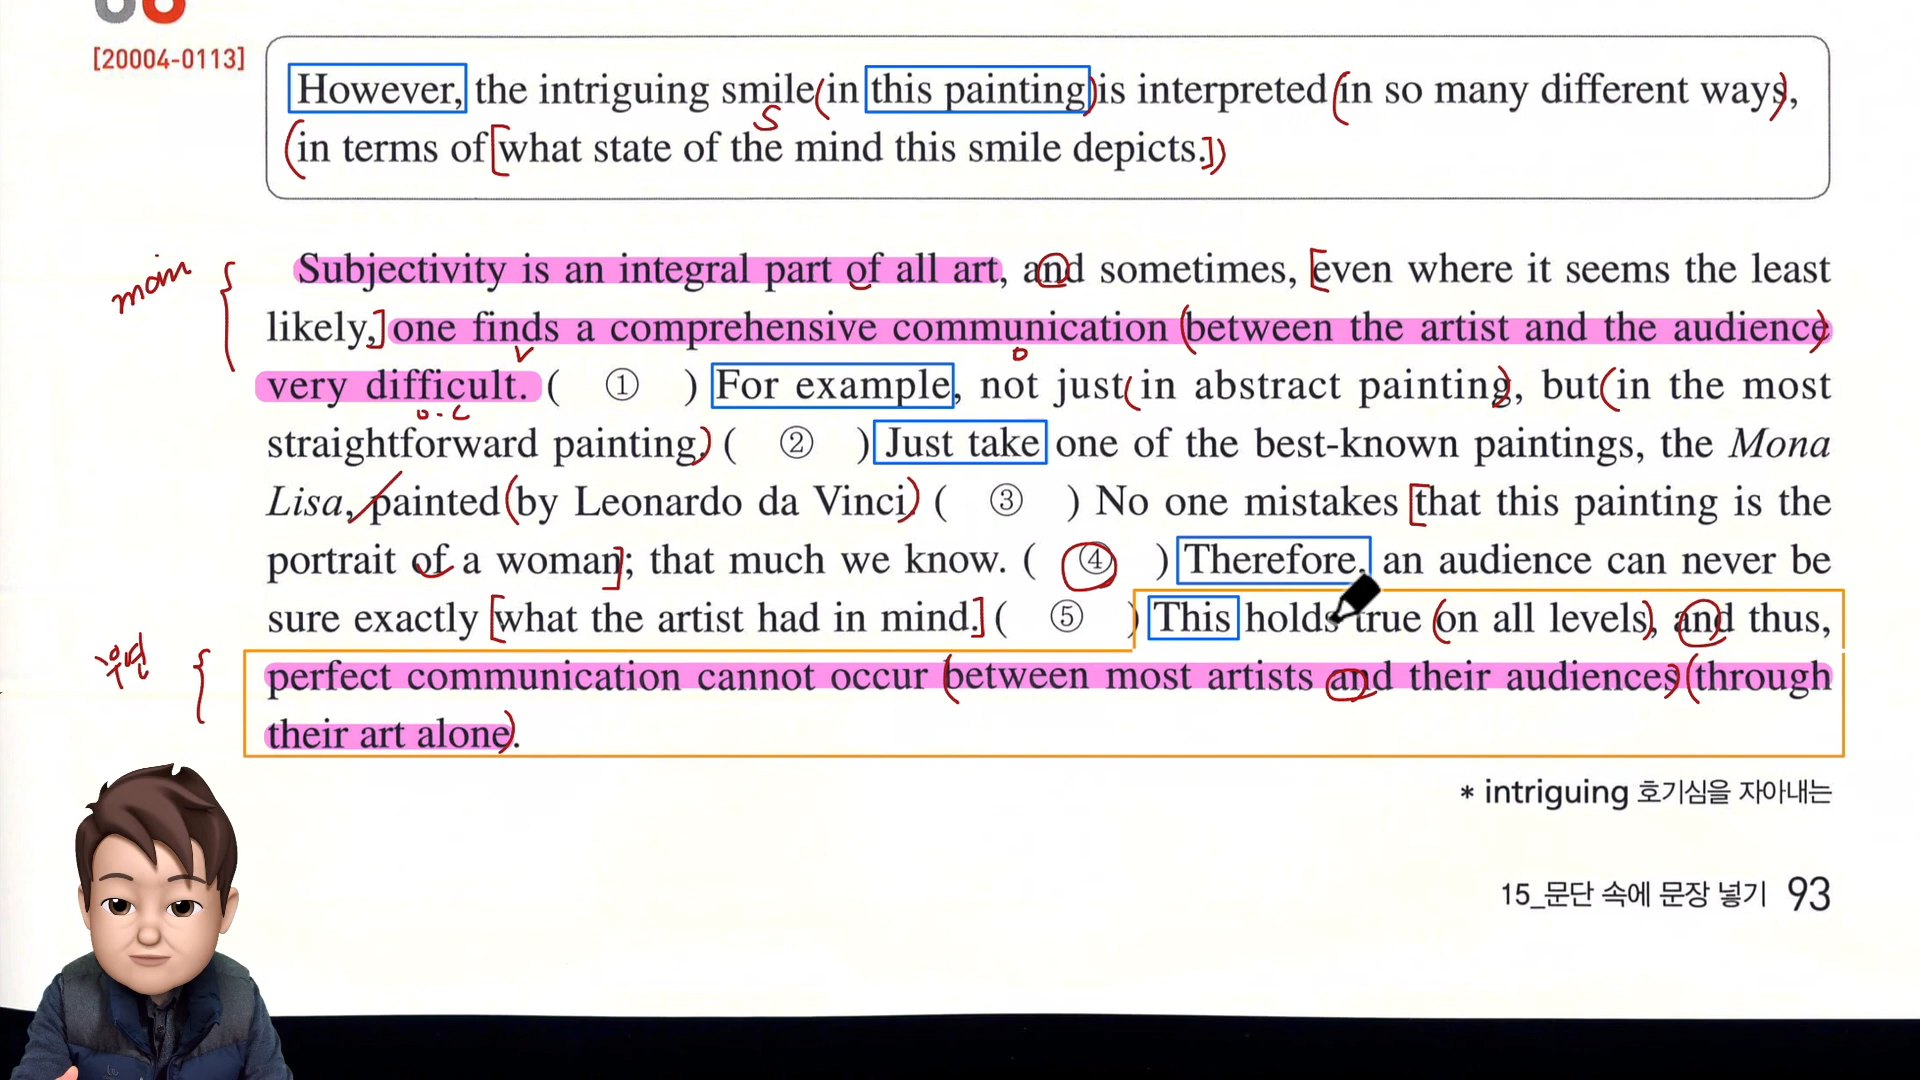 [20004-0113]
However, the intriguing smile in this painting is interpreted in so many different ways,
in terms of what state of the mind this smile depicts.
S
main
Subjectivity is an integral part of all art, and sometimes, even where it seems the least
likely, one finds a comprehensive communication between the artist and the audience
v o
very difficult. ( ① ) For example, not just in abstract painting, but in the most
o.c
straightforward painting. ( ② ) Just take one of the best-known paintings, the Mona
Lisa, painted by Leonardo da Vinci. ( ③ ) No one mistakes that this painting is the
portrait of a woman; that much we know. ( ④ ) Therefore, an audience can never be
sure exactly what the artist had in mind. ( ⑤ ) This holds true on all levels, and thus,
perfect communication cannot occur between most artists and their audiences through
their art alone.
* intriguing 호기심을 자아내는
15_문단 속에 문장 넣기 93